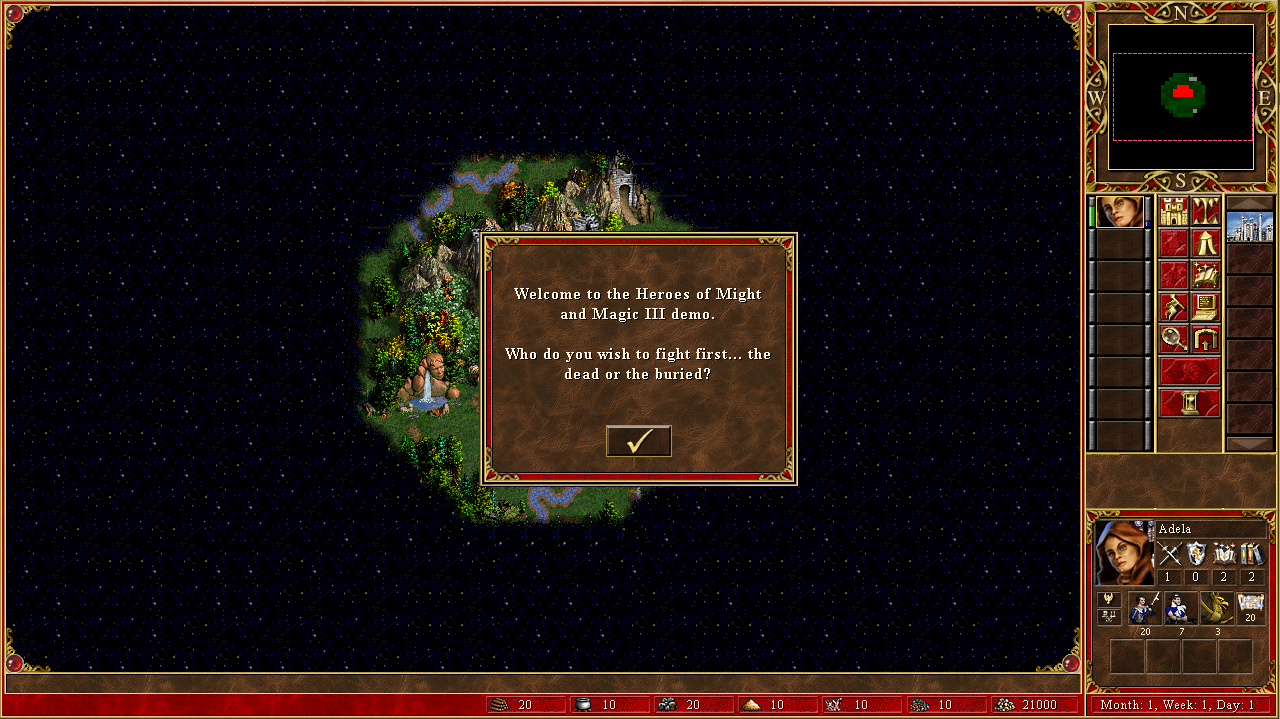 N
W
E
S
Welcome to the Heroes of Might
and Magic III demo.
Who do you wish to fight first... the
dead or the buried?
Adela
1 0 2 2
20
20 7 3
20 10 20 10 10 10 21000
Month: 1, Week: 1, Day: 1